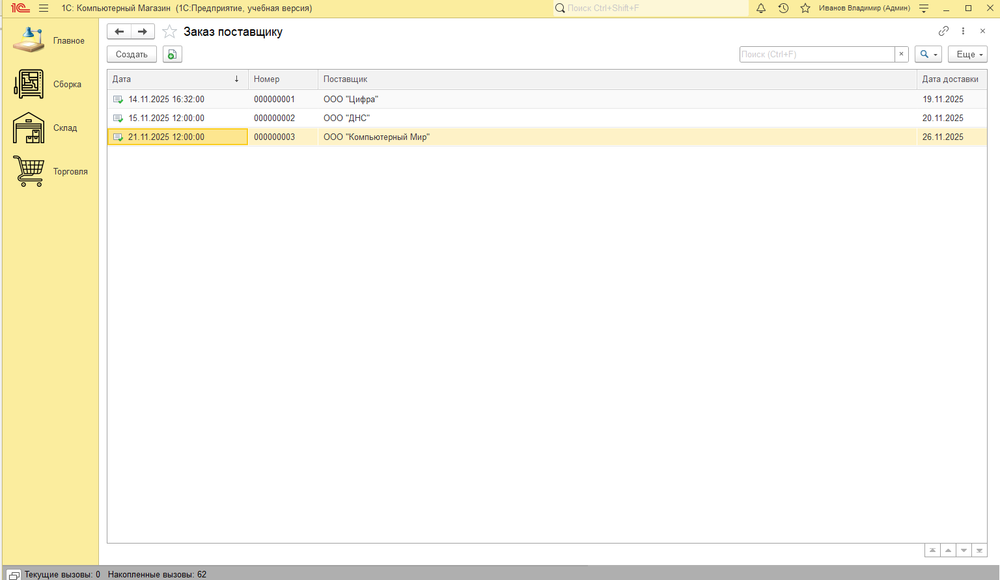 1С: Компьютерный Магазин (1С:Предприятие, учебная версия)
Поиск Ctrl+Shift+F
Иванов Владимир (Админ)
Главное
Сборка
Склад
Торговля
Заказ поставщику
Создать
Поиск (Ctrl+F)
×
Еще
Дата ↓ Номер Поставщик Дата доставки
14.11.2025 16:32:00 000000001 ООО "Цифра" 19.11.2025
15.11.2025 12:00:00 000000002 ООО "ДНС" 20.11.2025
21.11.2025 12:00:00 000000003 ООО "Компьютерный Мир" 26.11.2025
Текущие вызовы: 0 Накопленные вызовы: 62